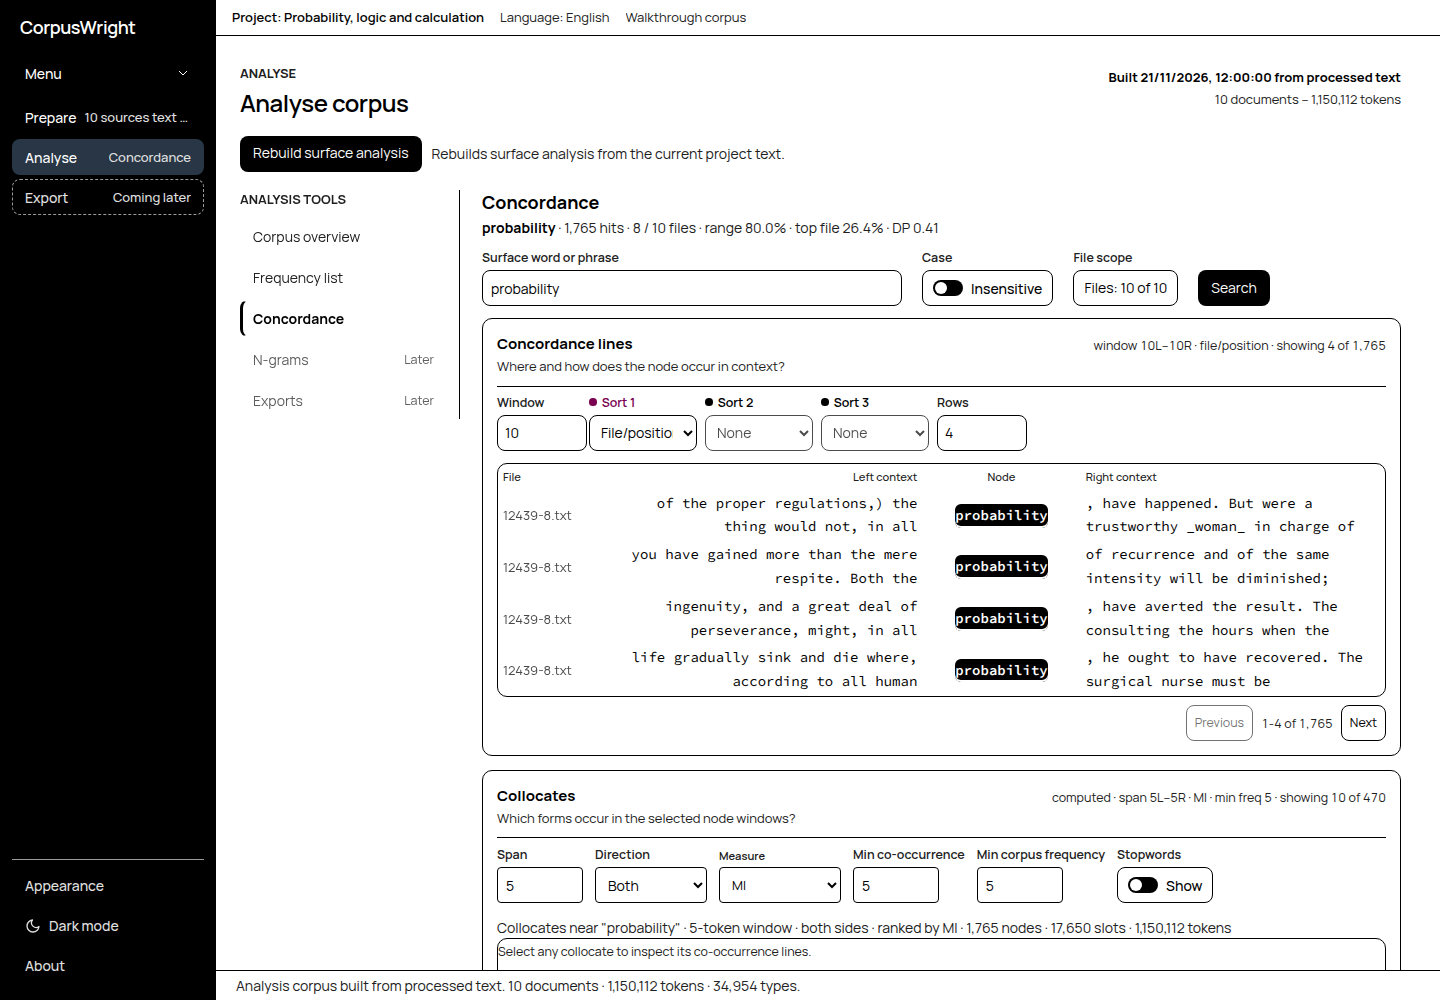 CorpusWright
Menu
Prepare 10 sources text ...
Analyse Concordance
Export Coming later
Appearance
Dark mode
About
Project: Probability, logic and calculation Language: English Walkthrough corpus
ANALYSE
Analyse corpus
Built 21/11/2026, 12:00:00 from processed text
10 documents – 1,150,112 tokens
Rebuild surface analysis Rebuilds surface analysis from the current project text.
ANALYSIS TOOLS
Corpus overview
Frequency list
Concordance
N-grams Later
Exports Later
Concordance
probability · 1,765 hits · 8 / 10 files · range 80.0% · top file 26.4% · DP 0.41
Surface word or phrase Case File scope
probability Insensitive Files: 10 of 10 Search
Concordance lines
window 10L–10R · file/position · showing 4 of 1,765
Where and how does the node occur in context?
Window Sort 1 Sort 2 Sort 3 Rows
10 File/positio None None 4
File Left context Node Right context
12439-8.txt
of the proper regulations,) the
thing would not, in all
probability
, have happened. But were a
trustworthy _woman_ in charge of
12439-8.txt
you have gained more than the mere
respite. Both the
probability
of recurrence and of the same
intensity will be diminished;
12439-8.txt
ingenuity, and a great deal of
perseverance, might, in all
probability
, have averted the result. The
consulting the hours when the
12439-8.txt
life gradually sink and die where,
according to all human
probability
, he ought to have recovered. The
surgical nurse must be
Previous 1-4 of 1,765 Next
Collocates
computed · span 5L–5R · MI · min freq 5 · showing 10 of 470
Which forms occur in the selected node windows?
Span Direction Measure Min co-occurrence Min corpus frequency Stopwords
5 Both MI 5 5 Show
Collocates near "probability" · 5-token window · both sides · ranked by MI · 1,765 nodes · 17,650 slots · 1,150,112 tokens
Select any collocate to inspect its co-occurrence lines.
Analysis corpus built from processed text. 10 documents · 1,150,112 tokens · 34,954 types.